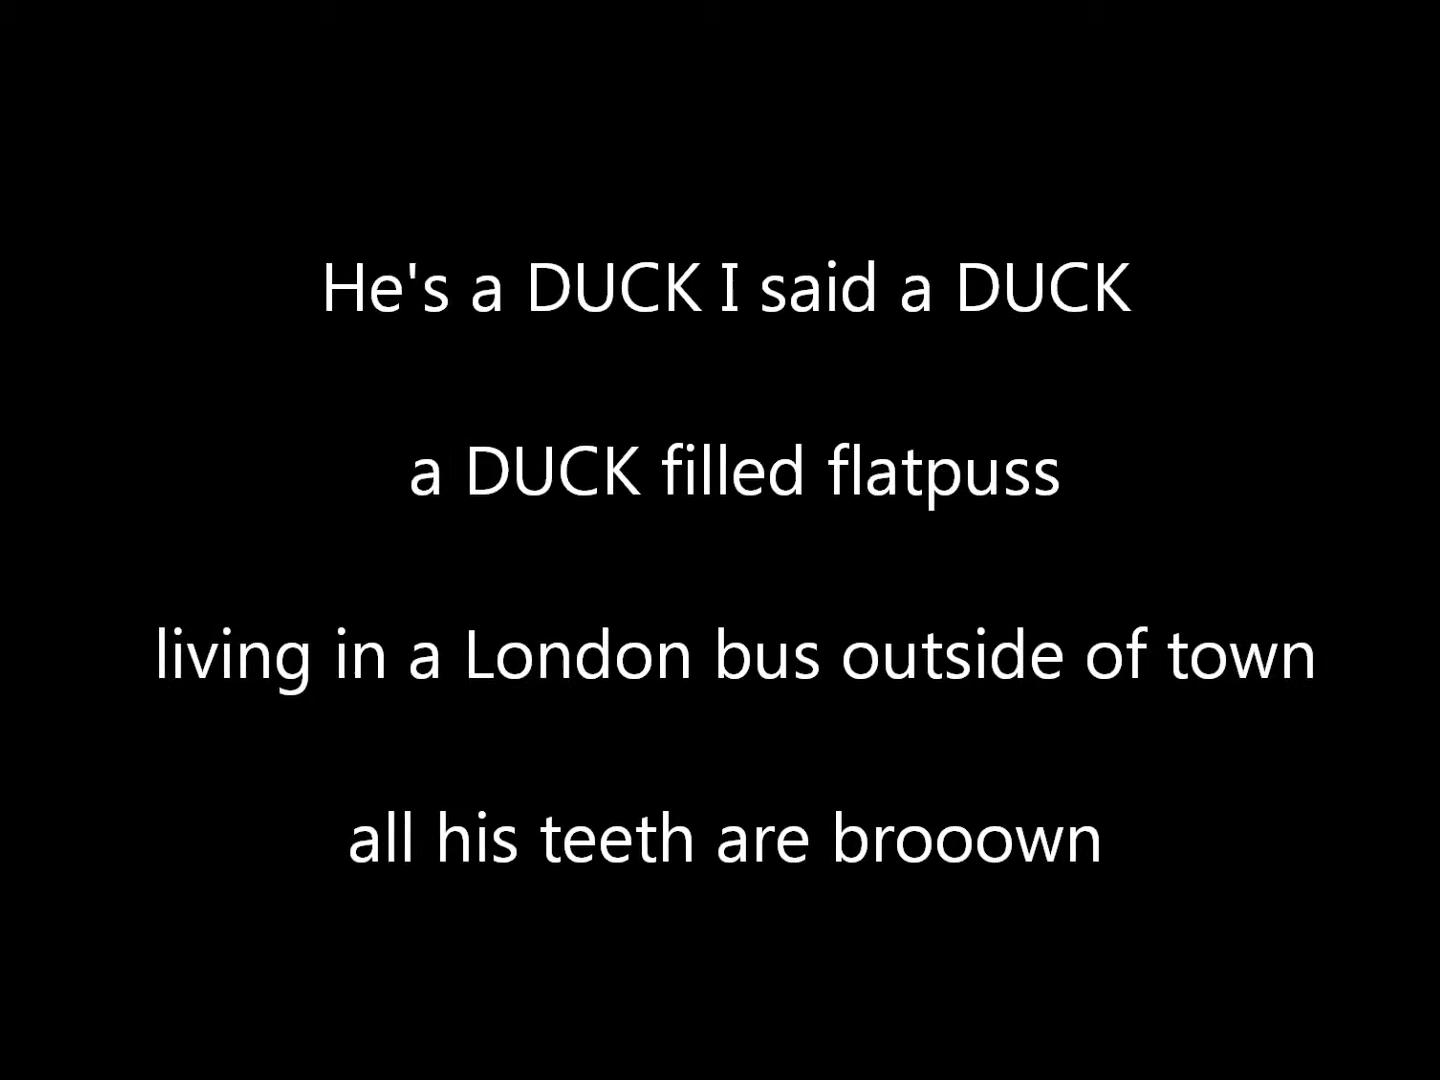 He's a DUCK I said a DUCK
a DUCK filled flatpuss
living in a London bus outside of town
all his teeth are brooown